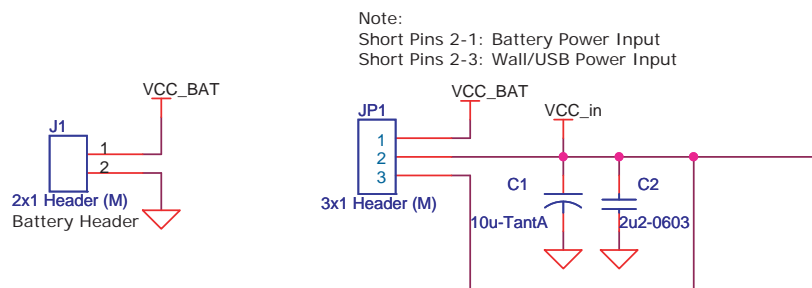 Note:
Short Pins 2-1: Battery Power Input
Short Pins 2-3: Wall/USB Power Input
VCC_BAT
J1
1
2
2x1 Header (M)
Battery Header
VCC_BAT
JP1
1
2
3
3x1 Header (M)
VCC_in
C1
10u-TantA
C2
2u2-0603